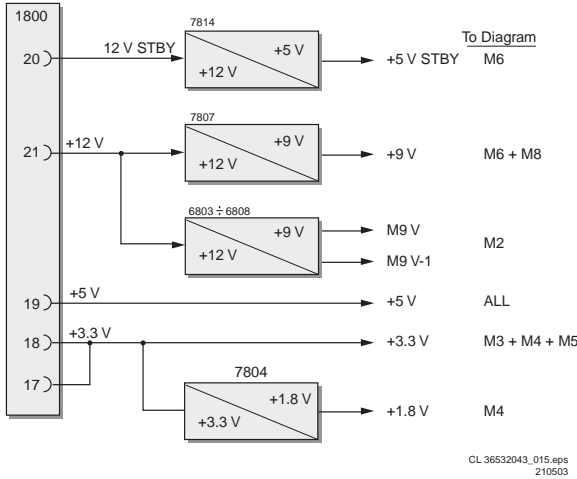 1800
7814
To Diagram
20 12 V STBY +12 V +5 V +5 V STBY M6
7807
21 +12 V +12 V +9 V +9 V M6 + M8
6803 ÷ 6808
+12 V +9 V M9 V M2
M9 V-1
19 +5 V +5 V ALL
18 +3.3 V +3.3 V M3 + M4 + M5
7804
17 +3.3 V +1.8 V +1.8 V M4
CL 36532043_015.eps
210503